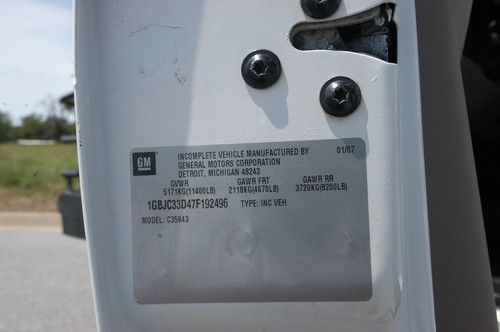 GM
INCOMPLETE VEHICLE MANUFACTURED BY 01/07
GENERAL MOTORS CORPORATION
DETROIT, MICHIGAN 48243
GVWR GAWR FRT GAWR RR
5171KG(11400LB) 2118KG(4670LB) 3720KG(8200LB)
1GBJC33D47F192496 TYPE: INC VEH
MODEL: C35943